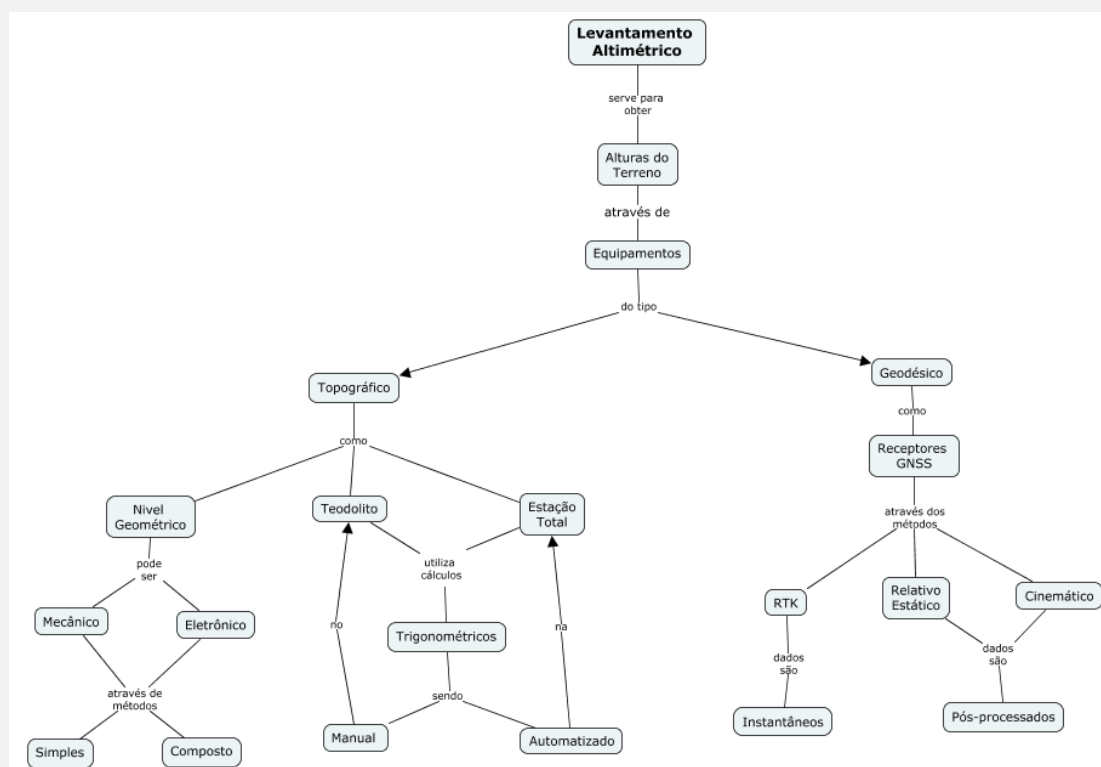 Levantamento
Altimétrico
serve para
obter
Alturas do
Terreno
através de
Equipamentos
do tipo
Topográfico
Geodésico
como
como
Receptores
GNSS
Nivel
Geométrico
Teodolito
Estação
Total
através dos
métodos
pode
ser
utiliza
cálculos
RTK
Relativo
Estático
Cinemático
Mecânico
Eletrônico
no
na
Trigonométricos
dados
são
dados
são
através de
métodos
sendo
Instantâneos
Pós-processados
Simples
Composto
Manual
Automatizado